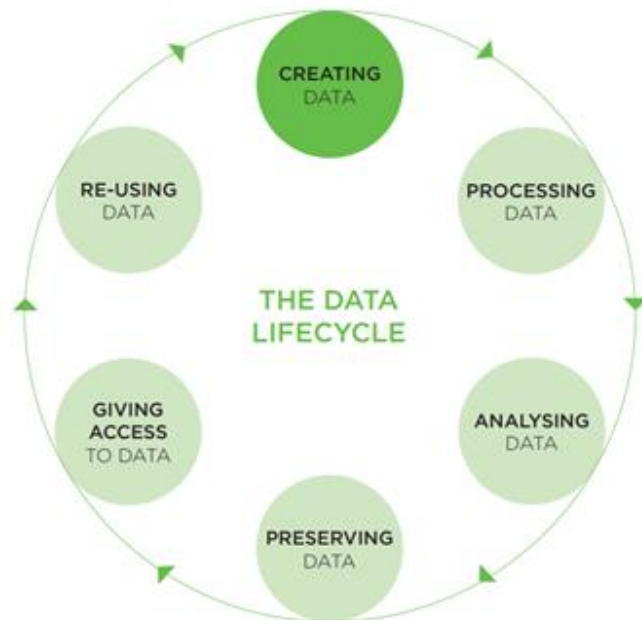 CREATING
DATA
PROCESSING
DATA
ANALYSING
DATA
PRESERVING
DATA
GIVING
ACCESS
TO DATA
RE-USING
DATA
THE DATA
LIFECYCLE